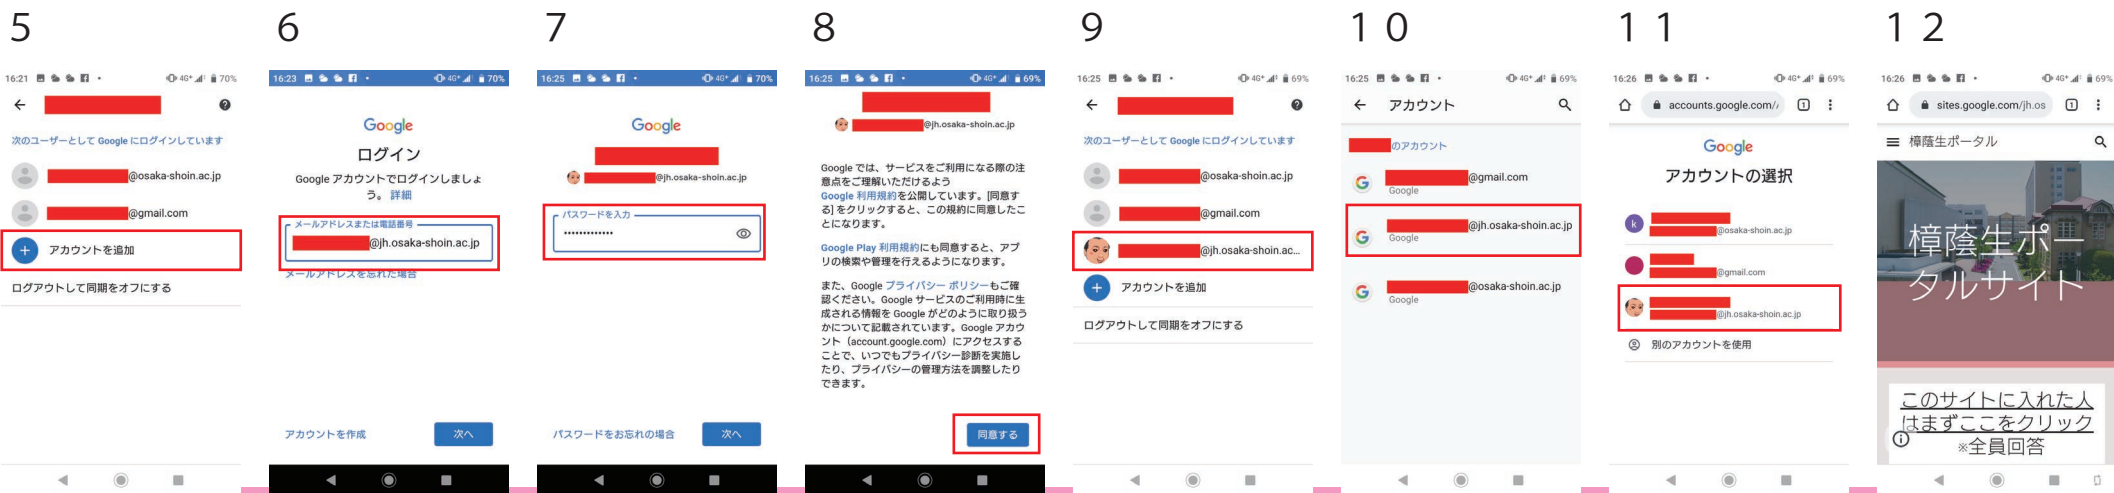 5
16:21
4G+
70%
次のユーザーとして Google にログインしています
@osaka-shoin.ac.jp
@gmail.com
アカウントを追加
ログアウトして同期をオフにする
6
16:23
4G+
70%
Google
ログイン
Google アカウントでログインしましょ
う。 詳細
メールアドレスまたは電話番号
@jh.osaka-shoin.ac.jp
メールアドレスを忘れた場合
アカウントを作成
次へ
7
16:25
4G+
70%
Google
@jh.osaka-shoin.ac.jp
パスワードを入力
•••••••••••••
パスワードをお忘れの場合
次へ
8
16:25
4G+
69%
@jh.osaka-shoin.ac.jp
Google では、サービスをご利用になる際の注
意点をご理解いただけるよう
Google 利用規約を公開しています。[同意す
る] をクリックすると、この規約に同意したこ
とになります。
Google Play 利用規約にも同意すると、アプ
リの検索や管理を行えるようになります。
また、Google プライバシー ポリシーもご確
認ください。Google サービスのご利用時に生
成される情報を Google がどのように取り扱う
かについて記載されています。Google アカウ
ント（account.google.com）にアクセスする
ことで、いつでもプライバシー診断を実施し
たり、プライバシーの管理方法を調整したり
できます。
同意する
9
16:25
4G+
69%
次のユーザーとして Google にログインしています
@osaka-shoin.ac.jp
@gmail.com
@jh.osaka-shoin.ac...
アカウントを追加
ログアウトして同期をオフにする
10
16:25
4G+
69%
アカウント
のアカウント
@gmail.com
Google
@jh.osaka-shoin.ac.jp
Google
@osaka-shoin.ac.jp
Google
11
16:26
4G+
69%
accounts.google.com/
1
Google
アカウントの選択
k
@osaka-shoin.ac.jp
@gmail.com
@jh.osaka-shoin.ac.jp
別のアカウントを使用
12
16:26
4G+
69%
sites.google.com/jh.os
1
樟蔭生ポータル
樟蔭生ポー
タルサイト
このサイトに入れた人
はまずここをクリック
※全員回答